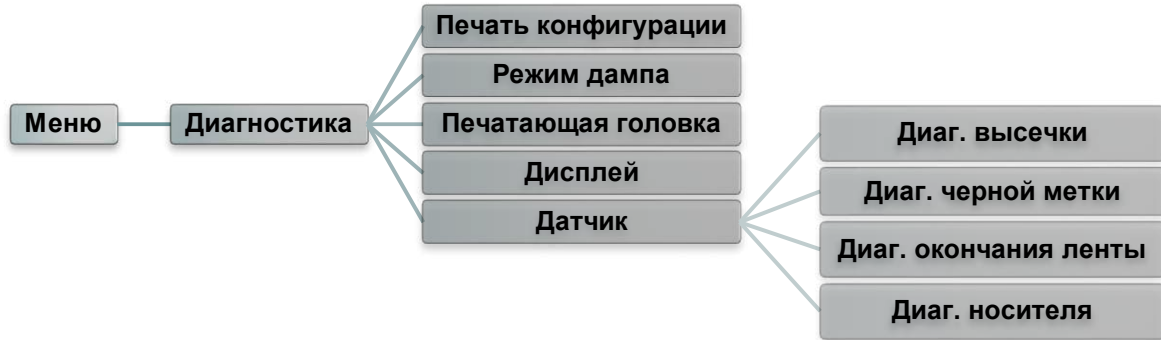 Меню
Диагностика
Печать конфигурации
Режим дампа
Печатающая головка
Дисплей
Датчик
Диаг. высечки
Диаг. черной метки
Диаг. окончания ленты
Диаг. носителя